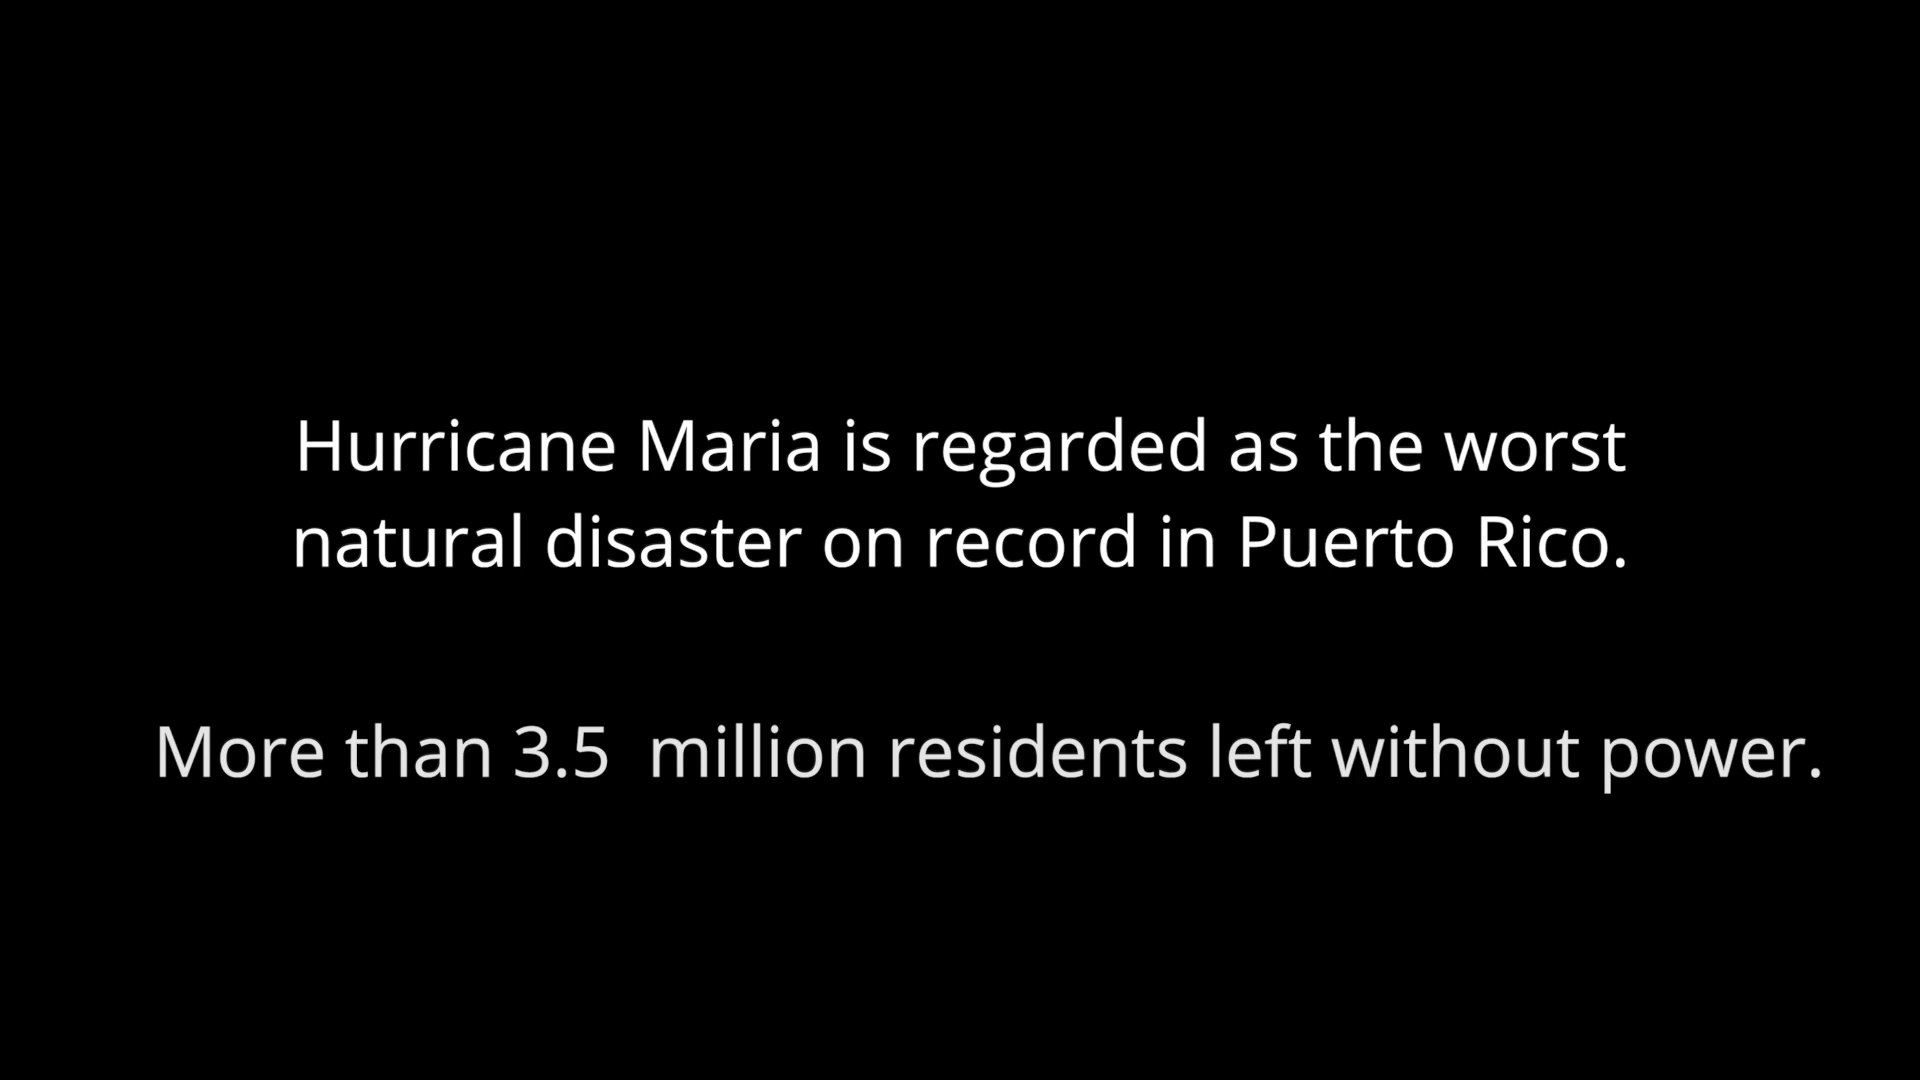 Hurricane Maria is regarded as the worst
natural disaster on record in Puerto Rico.
More than 3.5  million residents left without power.